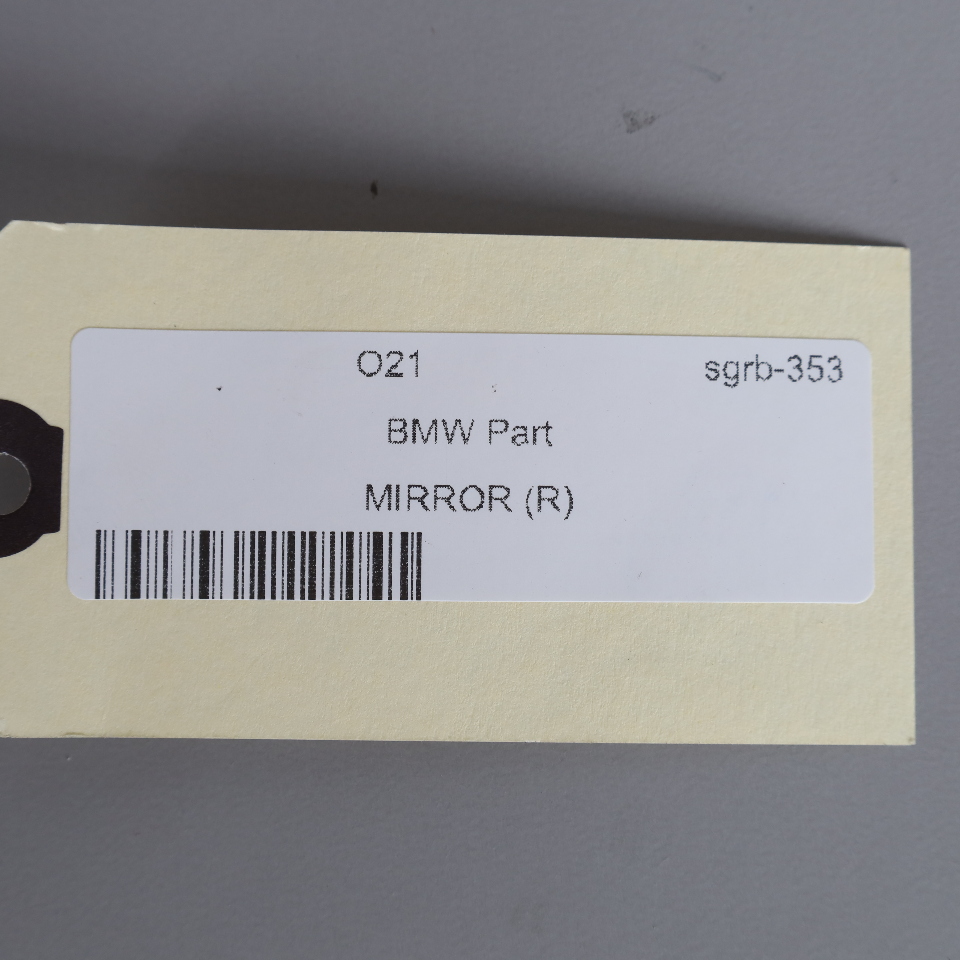 O21 sgrb-353
BMW Part
MIRROR (R)